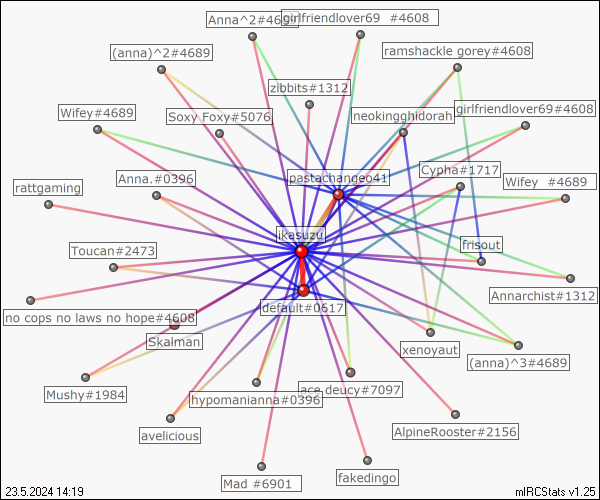 Anna^2#4689
girlfriendlover69 #4608
(anna)^2#4689
ramshackle gorey#4608
zibbits#1312
Wifey#4689
Soxy Foxy#5076
neokingghidorah
girlfriendlover69#4608
rattgaming
Anna.#0396
pastachangeo41
Cypha#1717
Wifey #4689
ikasuzu
frisout
Toucan#2473
Annarchist#1312
no cops no laws no hope#4608
default#0617
Skalman
xenoyaut
(anna)^3#4689
Mushy#1984
hypomanianna#0396
ace deucy#7097
avelicious
AlpineRooster#2156
Mad #6901
fakedingo
23.5.2024 14:19
mIRCStats v1.25